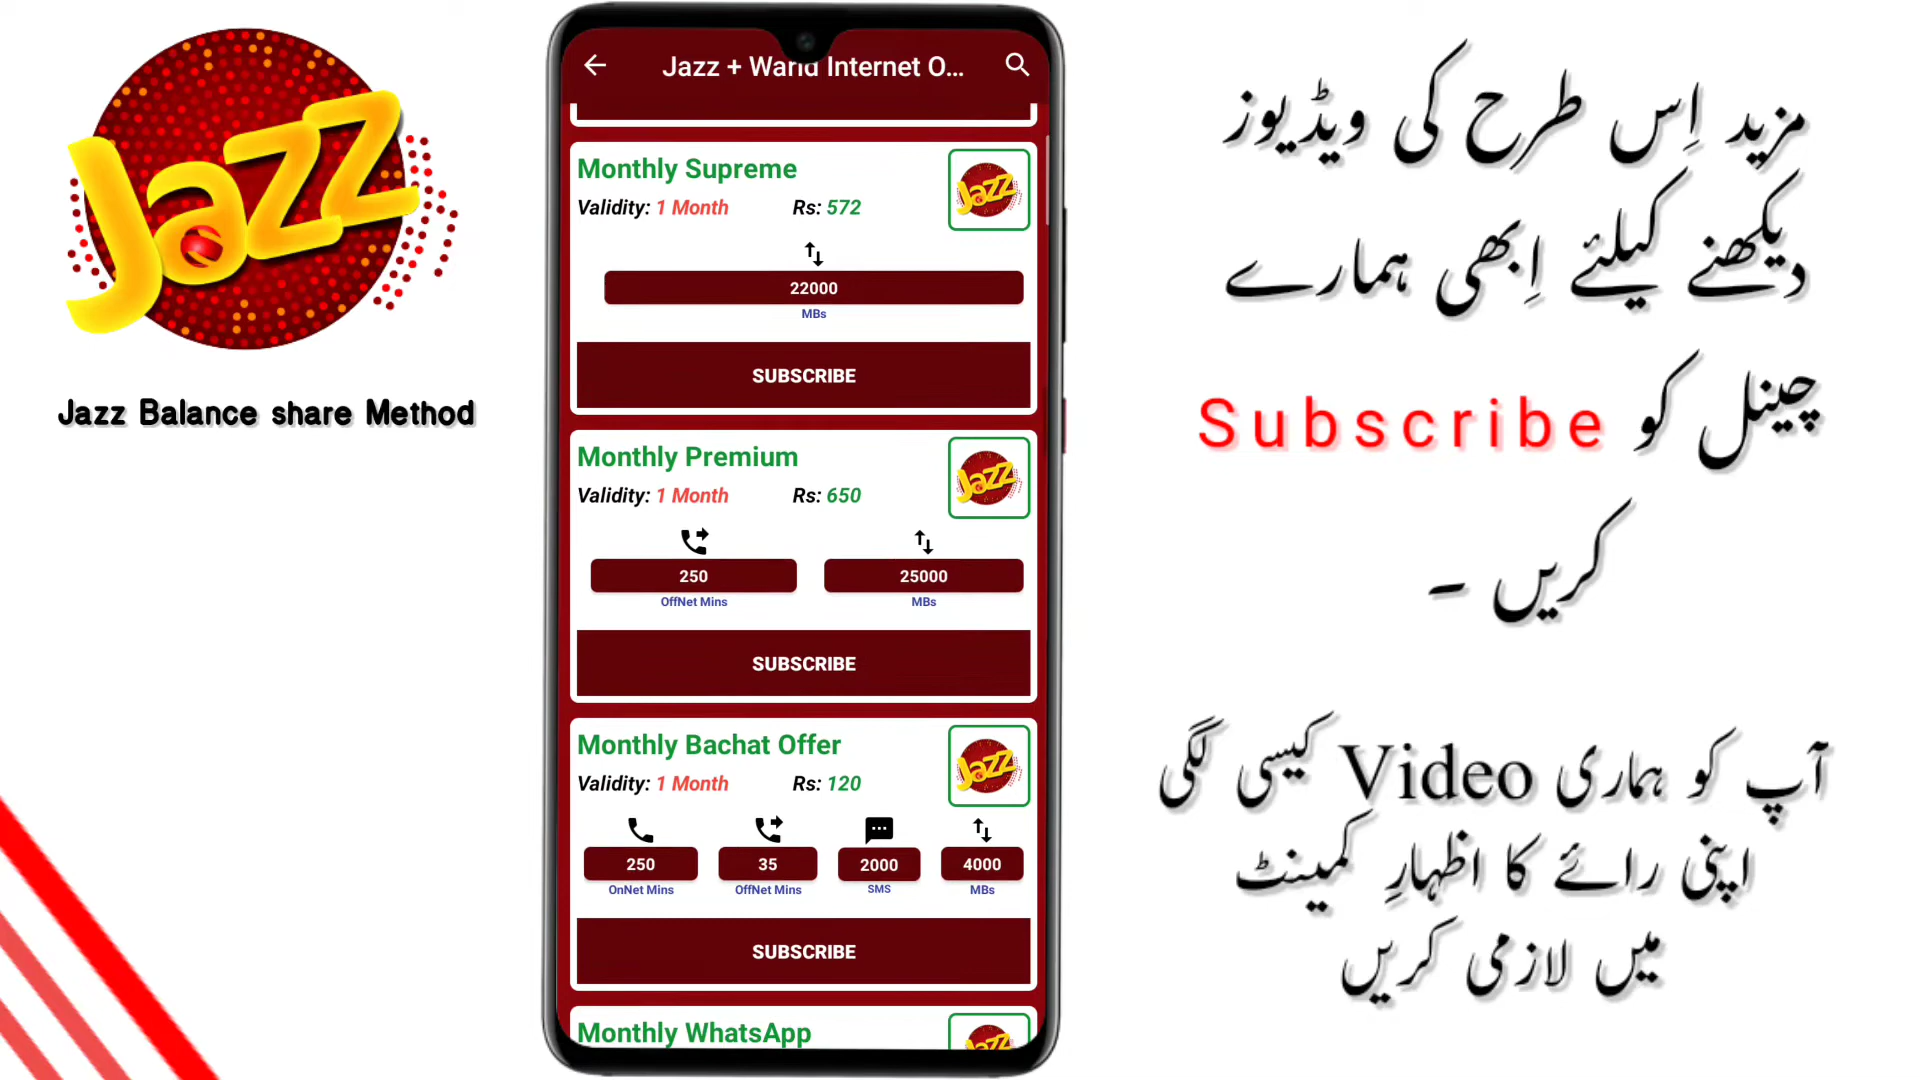 Jazz
Jazz Balance share Method
Jazz + Warid Internet O...
Monthly Supreme
Validity: 1 Month Rs: 572
Jazz
22000
MBs
SUBSCRIBE
Monthly Premium
Validity: 1 Month Rs: 650
Jazz
250 25000
OffNet Mins MBs
SUBSCRIBE
Monthly Bachat Offer
Validity: 1 Month Rs: 120
Jazz
250 35 2000 4000
OnNet Mins OffNet Mins SMS MBs
SUBSCRIBE
Monthly WhatsApp
Jazz
مزید اِس طرح کی ویڈیوز
دیکھنے کیلئے اِبھی ہمارے
چینل کو Subscribe
کریں ۔
آپ کو ہماری Video کیسی لگی
اپنی رائے کا اظہارِ کمینٹ
میں لازمی کریں